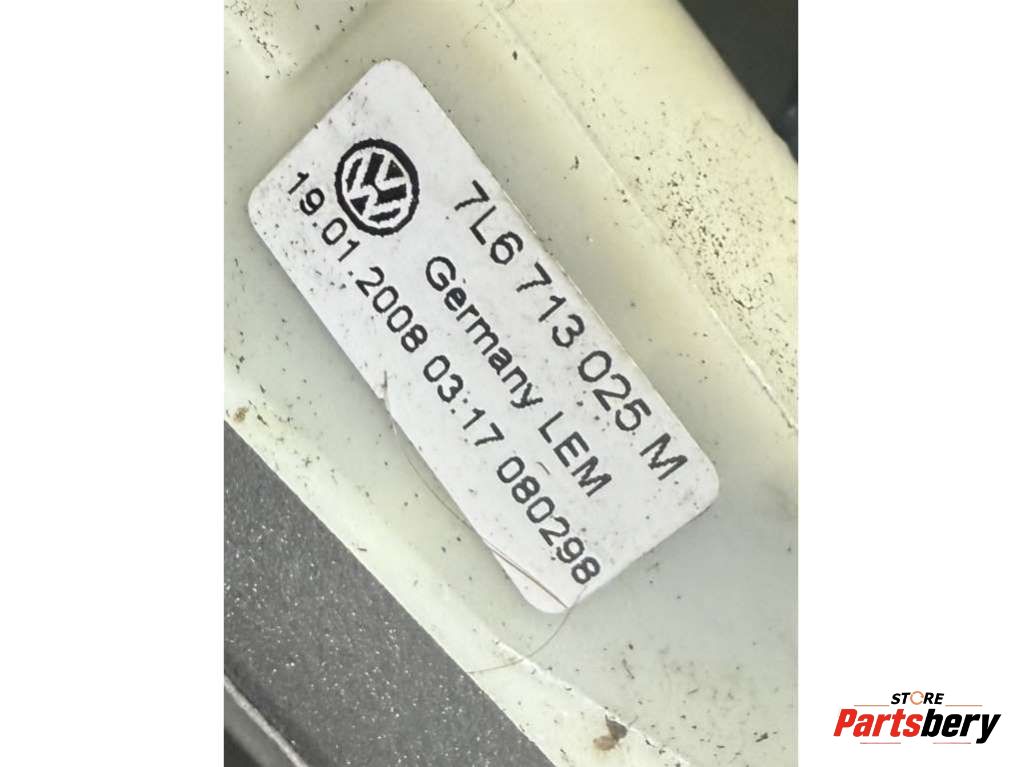 7L6 713 025 M
Germany LEM
19.01.2008 03:17 080298
STORE
Partsbery